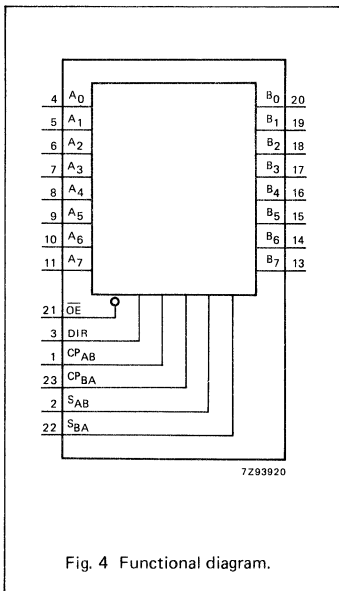 4 A0 B0 20
5 A1 B1 19
6 A2 B2 18
7 A3 B3 17
8 A4 B4 16
9 A5 B5 15
10 A6 B6 14
11 A7 B7 13
21 OE
3 DIR
1 CPAB
23 CPBA
2 SAB
22 SBA
7Z93920
Fig. 4 Functional diagram.